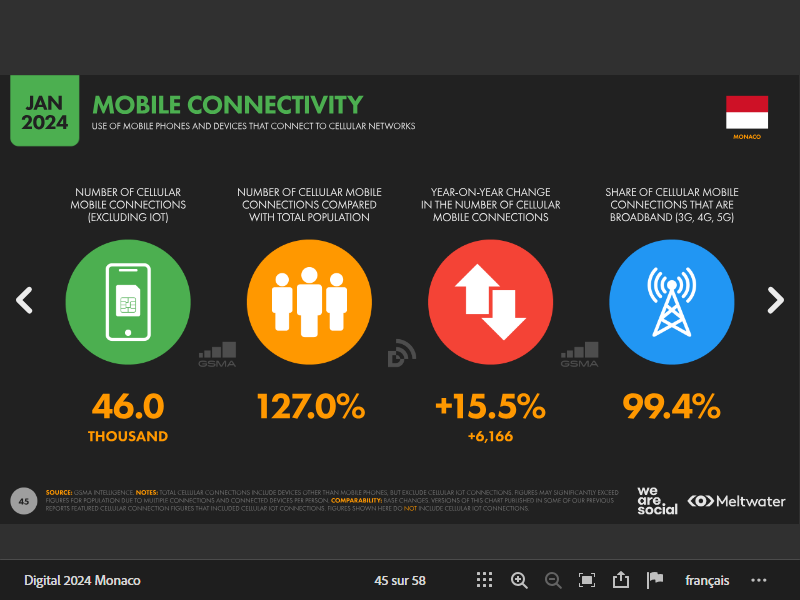 JAN
2024
MOBILE CONNECTIVITY
USE OF MOBILE PHONES AND DEVICES THAT CONNECT TO CELLULAR NETWORKS
MONACO
NUMBER OF CELLULAR
MOBILE CONNECTIONS
(EXCLUDING IOT)
NUMBER OF CELLULAR MOBILE
CONNECTIONS COMPARED
WITH TOTAL POPULATION
YEAR-ON-YEAR CHANGE
IN THE NUMBER OF CELLULAR
MOBILE CONNECTIONS
SHARE OF CELLULAR MOBILE
CONNECTIONS THAT ARE
BROADBAND (3G, 4G, 5G)
GSMA
GSMA
46.0
THOUSAND
127.0%
+15.5%
+6,166
99.4%
45
SOURCE: GSMA INTELLIGENCE. NOTES: TOTAL CELLULAR CONNECTIONS INCLUDE DEVICES OTHER THAN MOBILE PHONES, BUT EXCLUDE CELLULAR IOT CONNECTIONS. FIGURES MAY SIGNIFICANTLY EXCEED
FIGURES FOR POPULATION DUE TO MULTIPLE CONNECTIONS AND CONNECTED DEVICES PER PERSON. COMPARABILITY: BASE CHANGES. VERSIONS OF THIS CHART PUBLISHED IN SOME OF OUR PREVIOUS
REPORTS FEATURED CELLULAR CONNECTION FIGURES THAT INCLUDED CELLULAR IOT CONNECTIONS. FIGURES SHOWN HERE DO NOT INCLUDE CELLULAR IOT CONNECTIONS.
we
are.
social
Meltwater
Digital 2024 Monaco
45 sur 58
français